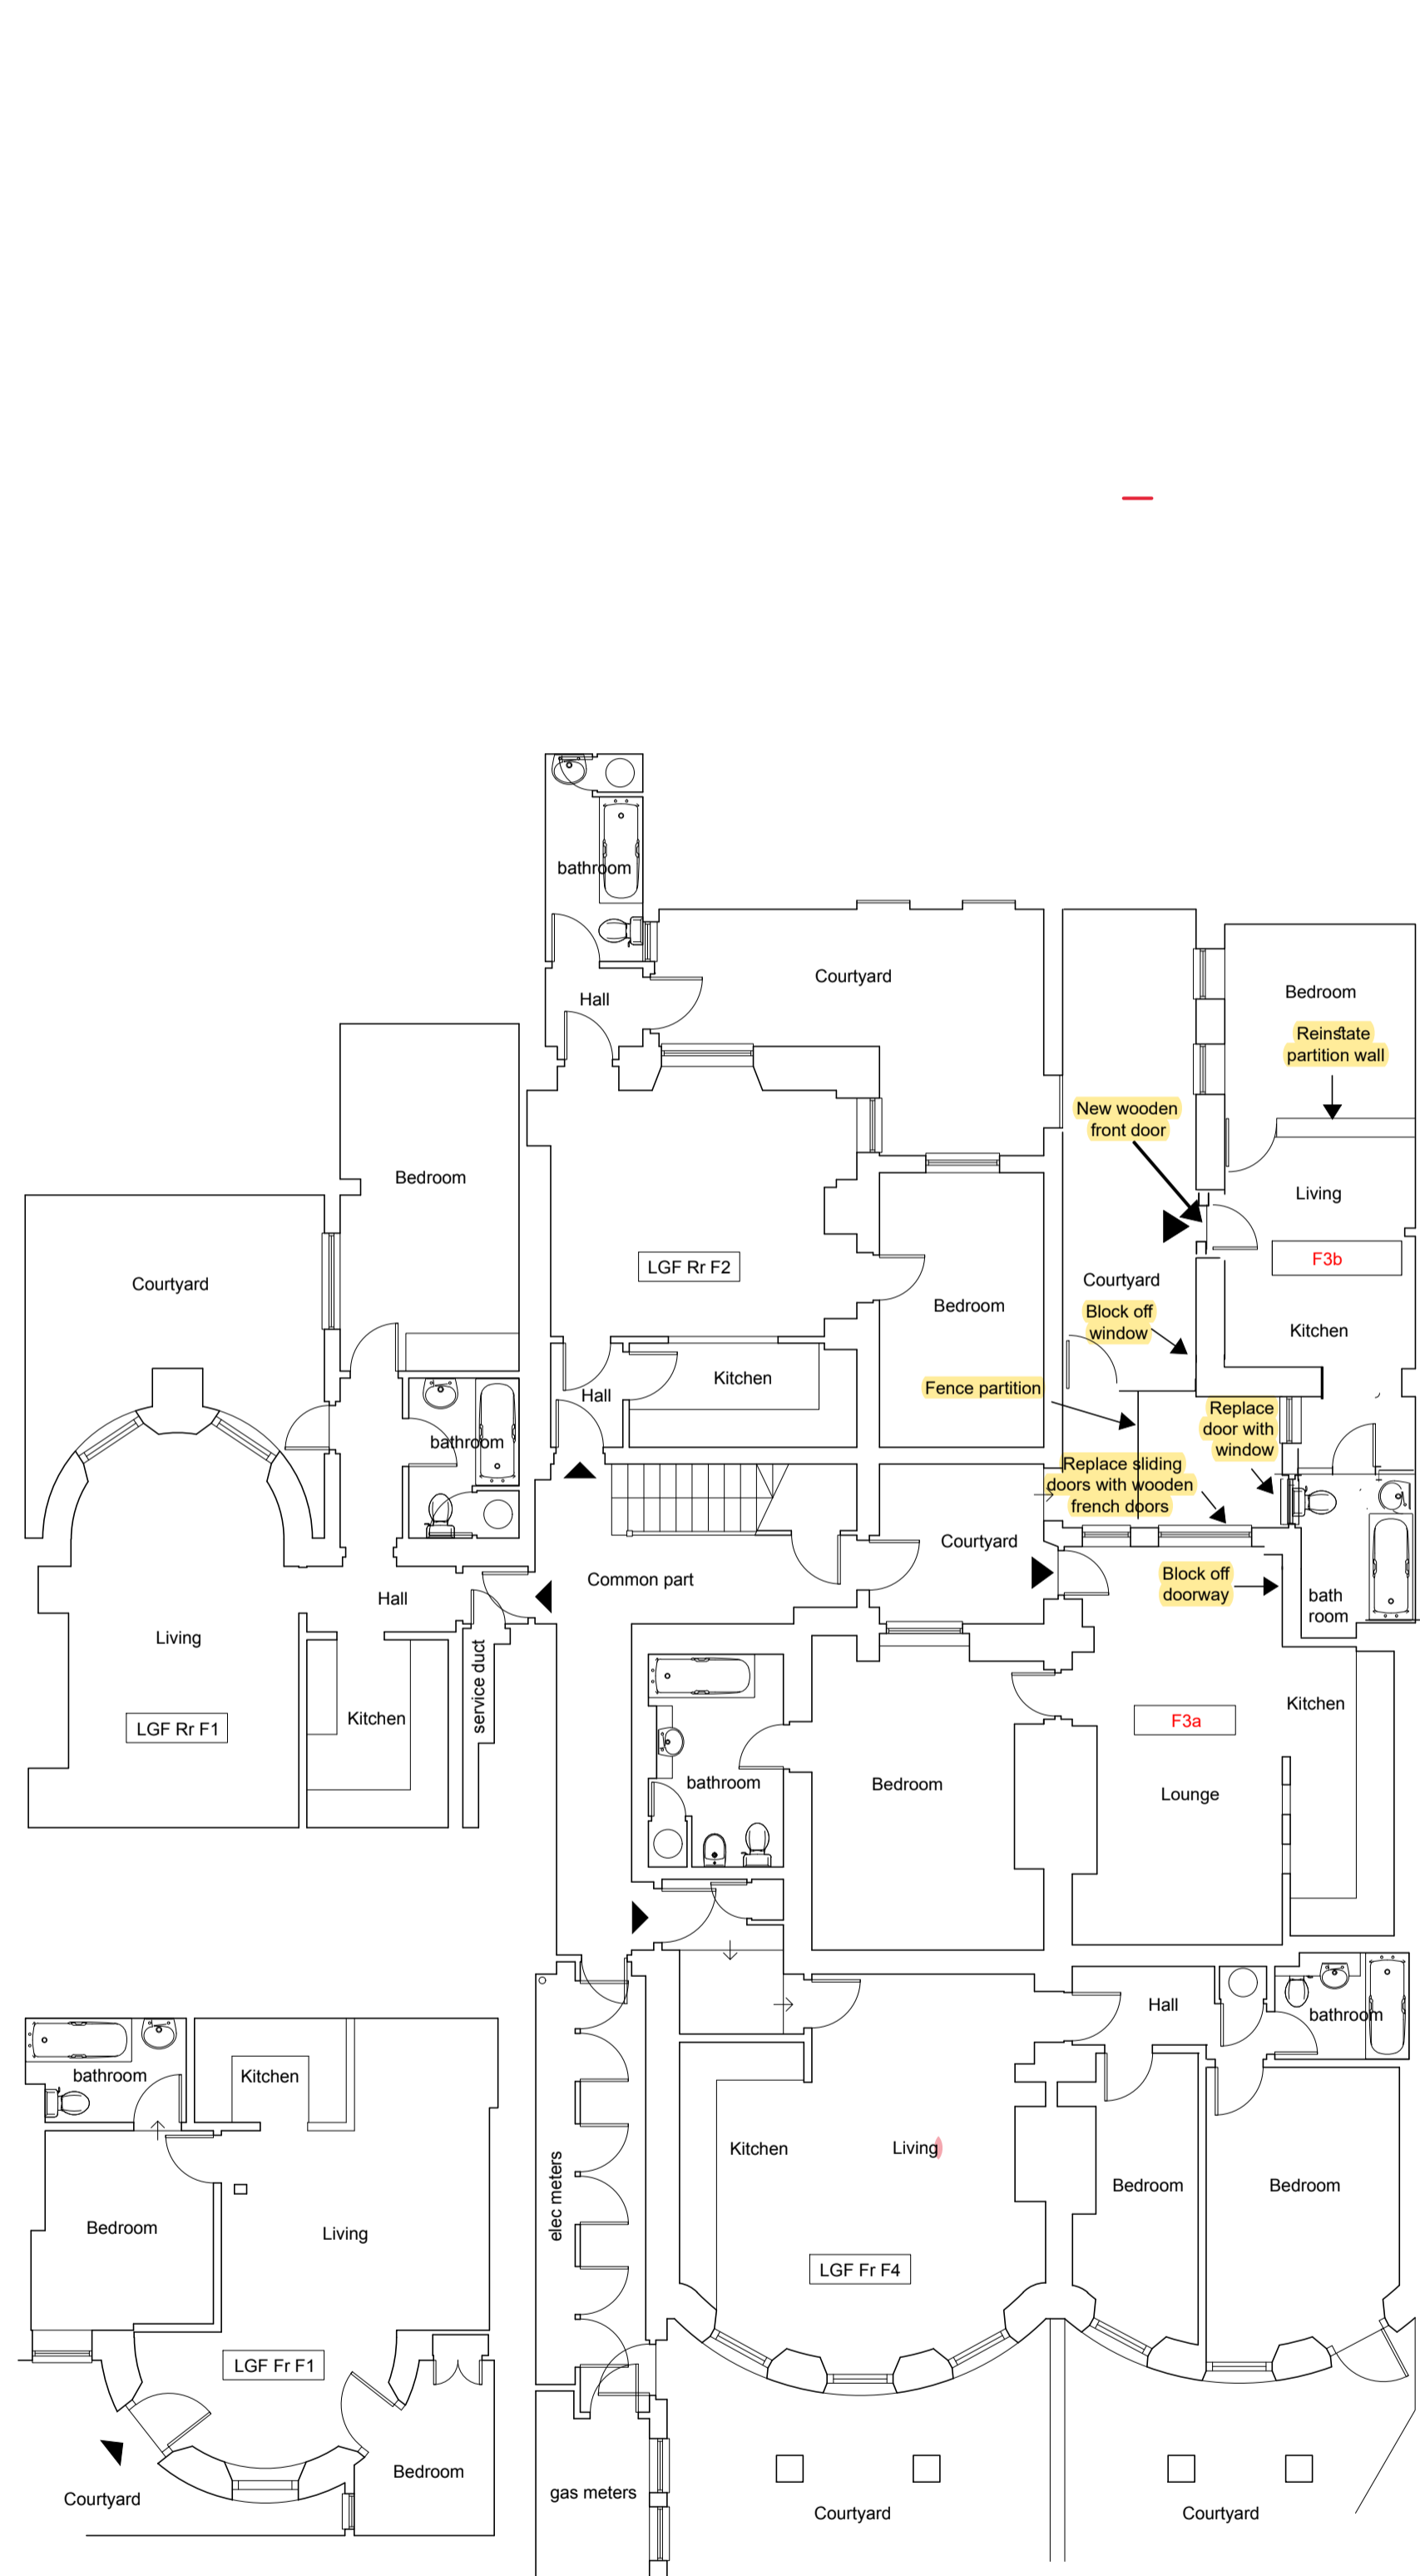 bathroom
Courtyard
Hall
Bedroom
Reinstate
partition wall
New wooden
front door
Bedroom
Living
LGF Rr F2
F3b
Courtyard
Courtyard
Bedroom
Block off
window
Kitchen
Kitchen
Hall
Fence partition
Replace
door with
window
bathroom
Replace sliding
doors with wooden
french doors
Courtyard
Common part
Block off
doorway
Hall
bath
room
Living
service duct
Kitchen
LGF Rr F1
Kitchen
F3a
bathroom
Bedroom
Lounge
Hall
bathroom
bathroom
Kitchen
Kitchen
Living
elec meters
Bedroom
Bedroom
Bedroom
Living
LGF Fr F4
LGF Fr F1
Bedroom
gas meters
Courtyard
Courtyard
Courtyard